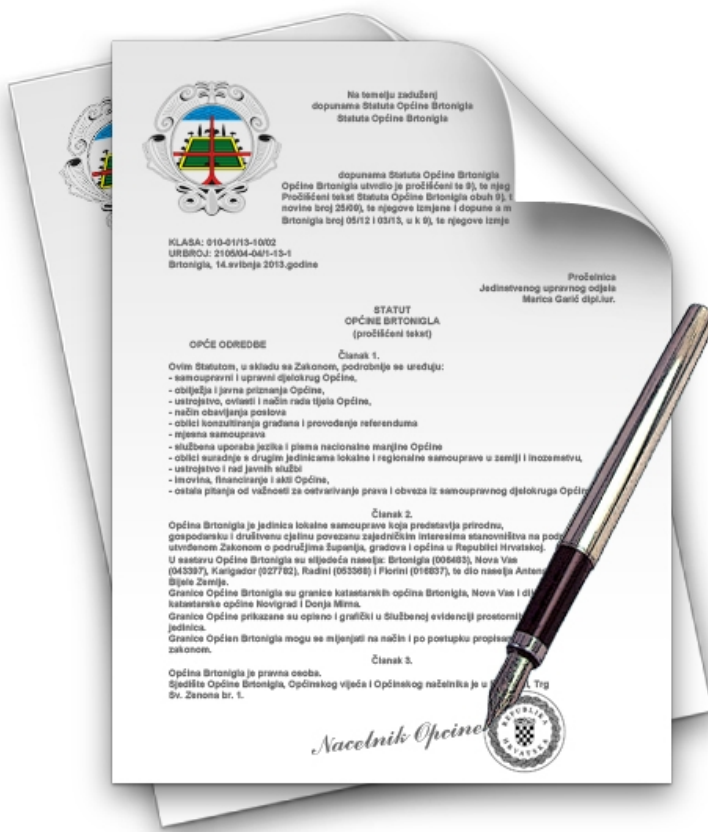 Na temelju zaduženj
dopunama Statuta Općine Brtonigla
Statuta Općine Brtonigla
dopunama Statuta Općine Brtonigla
Općine Brtonigla utvrdio je pročišćeni te 9), te njeg
Pročišćeni tekst Statuta Općine Brtonigla obuh 9), t
novine broj 25/09), te njegove izmjene i dopune a m
Brtonigla broj 05/12 i 03/13, u k 9), te njegove izmje
KLASA: 010-01/13-10/02
URBROJ: 2105/04-04/1-13-1
Brtonigla, 14.svibnja 2013.godine
Pročelnica
Jedinstvenog upravnog odjela
Marica Garić dipl.iur.
STATUT
OPĆINE BRTONIGLA
(pročišćeni tekst)
OPĆE ODREDBE
Članak 1.
Ovim Statutom, u skladu sa Zakonom, podrobnije se uređuju:
- samoupravni i upravni djelokrug Općine,
- obilježja i javna priznanja Općine,
- ustrojstvo, ovlasti i način rada tijela Općine,
- način obavljanja poslova
- oblici konzultiranja građana i provođenje referenduma
- mjesna samouprava
- službena uporaba jezika i pisma nacionalne manjine Općine
- oblici suradnje s drugim jedinicama lokalne i regionalne samouprave u zemlji i inozemstvu,
- ustrojstvo i rad javnih službi
- imovina, financiranje i akti Općine,
- ostala pitanja od važnosti za ostvarivanje prava i obveza iz samoupravnog djelokruga Općin
Članak 2.
Općina Brtonigla je jedinica lokalne samouprave koja predstavlja prirodnu,
gospodarsku i društvenu cjelinu povezanu zajedničkim interesima stanovništva na podr
utvrđenom Zakonom o područjima županija, gradova i općina u Republici Hrvatskoj.
U sastavu Općine Brtonigla su slijedeća naselja: Brtonigla (006483), Nova Vas
(043397), Karigador (027782), Radini (053368) i Fiorini (016837), te dio naselja Antena
Bijele Zemlje.
Granice Općine Brtonigla su granice katastarskih općina Brtonigla, Nova Vas i dij
katastarske općine Novigrad i Donja Mirna.
Granice Općine prikazane su opisno i grafički u Službenoj evidenciji prostornih
jedinica.
Granice Općien Brtonigla mogu se mijenjati na način i po postupku propisan
zakonom.
Članak 3.
Općina Brtonigla je pravna osoba.
Sjedište Općine Brtonigla, Općinskog vijeća i Općinskog načelnika je u Trg
Sv. Zenona br. 1.
Nacelnik Opcine
REPUBLIKA
HRVATSKA